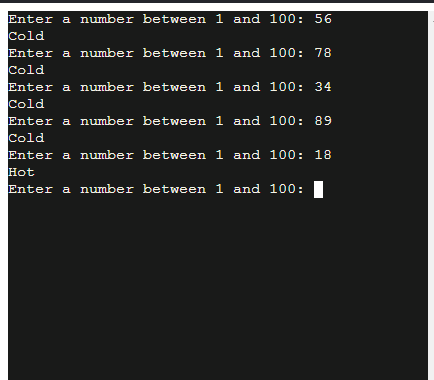 Enter a number between 1 and 100: 56
Cold
Enter a number between 1 and 100: 78
Cold
Enter a number between 1 and 100: 34
Cold
Enter a number between 1 and 100: 89
Cold
Enter a number between 1 and 100: 18
Hot
Enter a number between 1 and 100: